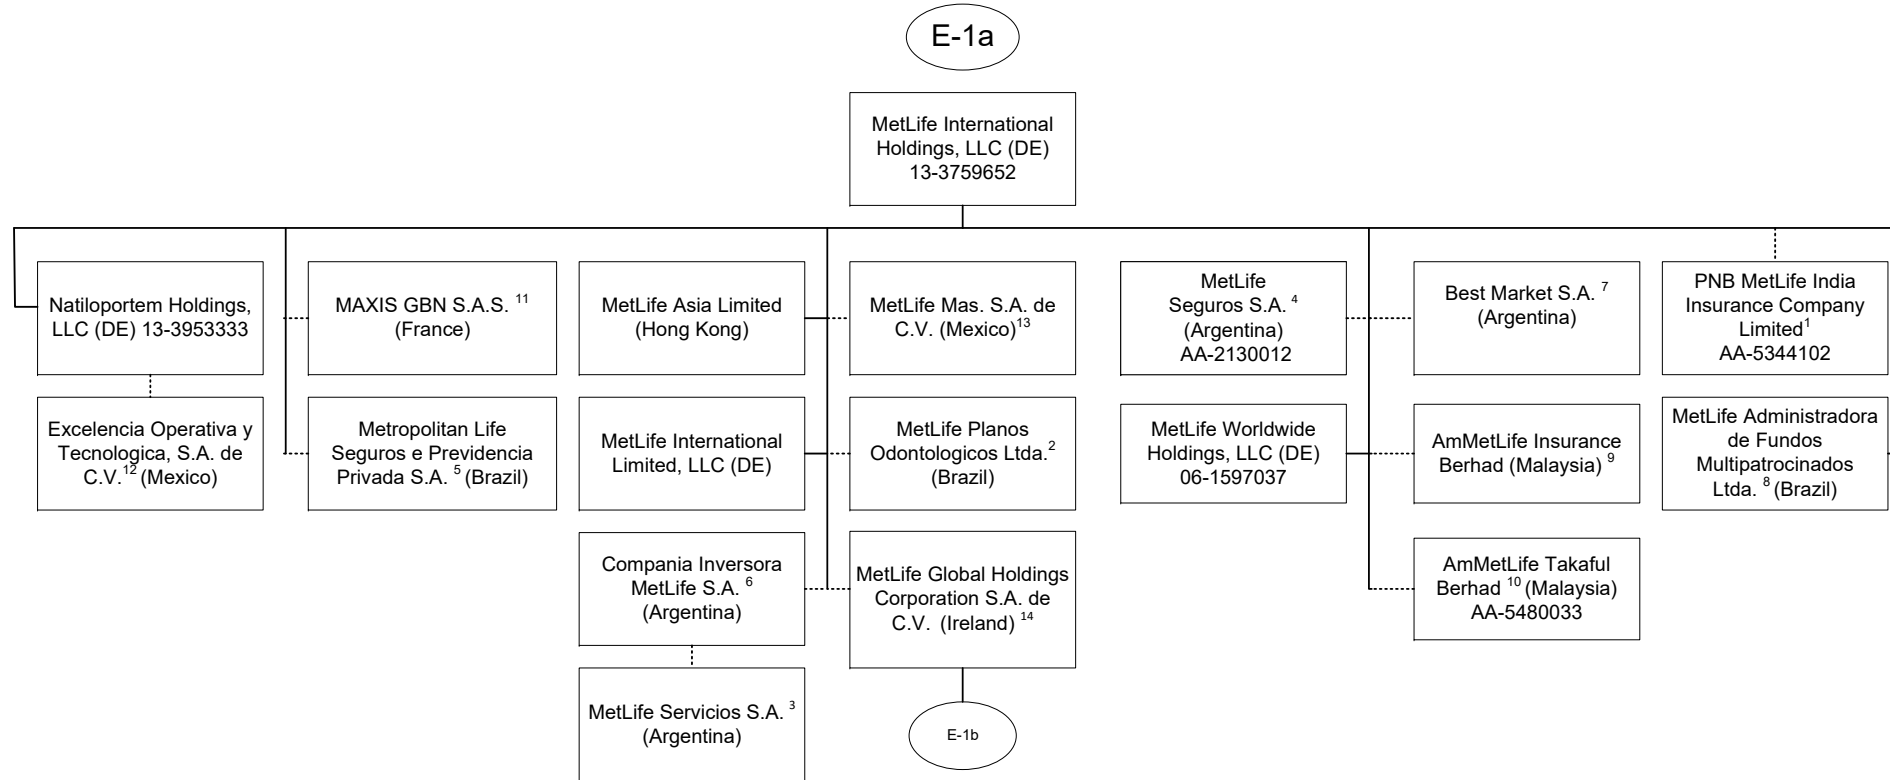 E-1a
MetLife International
Holdings, LLC (DE)
13-3759652
Natiloportem Holdings,
LLC (DE) 13-3953333
MAXIS GBN S.A.S. 11
(France)
MetLife Asia Limited
(Hong Kong)
MetLife Mas. S.A. de
C.V. (Mexico)13
MetLife
Seguros S.A. 4
(Argentina)
AA-2130012
Best Market S.A. 7
(Argentina)
PNB MetLife India
Insurance Company
Limited1
AA-5344102
Excelencia Operativa y
Tecnologica, S.A. de
C.V.12 (Mexico)
Metropolitan Life
Seguros e Previdencia
Privada S.A. 5 (Brazil)
MetLife International
Limited, LLC (DE)
MetLife Planos
Odontologicos Ltda.2
(Brazil)
MetLife Worldwide
Holdings, LLC (DE)
06-1597037
AmMetLife Insurance
Berhad (Malaysia) 9
MetLife Administradora
de Fundos
Multipatrocinados
Ltda. 8 (Brazil)
Compania Inversora
MetLife S.A. 6
(Argentina)
MetLife Global Holdings
Corporation S.A. de
C.V. (Ireland) 14
AmMetLife Takaful
Berhad 10 (Malaysia)
AA-5480033
MetLife Servicios S.A. 3
(Argentina)
E-1b